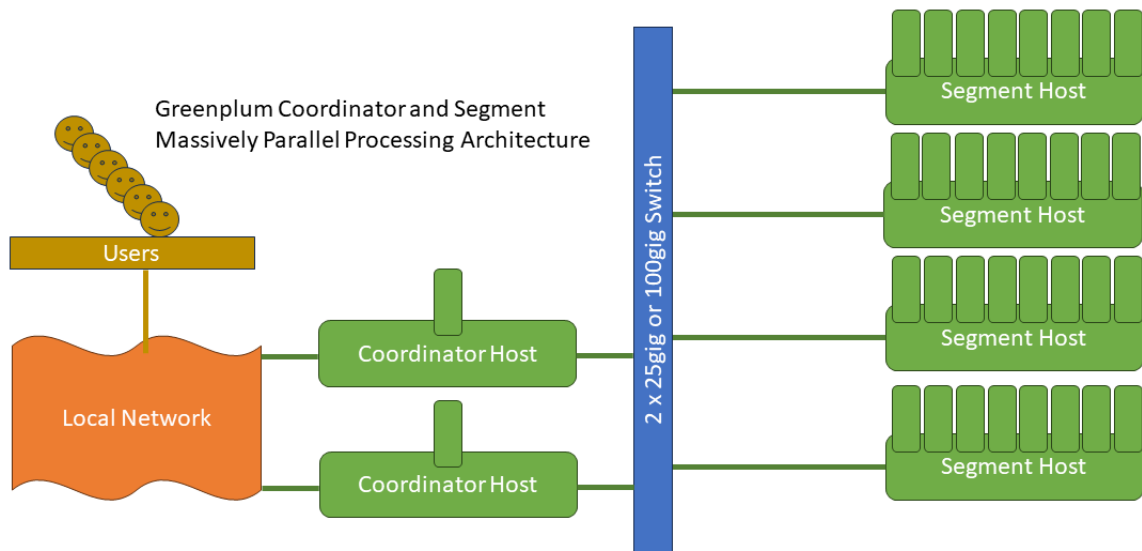 Greenplum Coordinator and Segment
Massively Parallel Processing Architecture
Users
Local Network
Coordinator Host
Coordinator Host
2 x 25gig or 100gig Switch
Segment Host
Segment Host
Segment Host
Segment Host